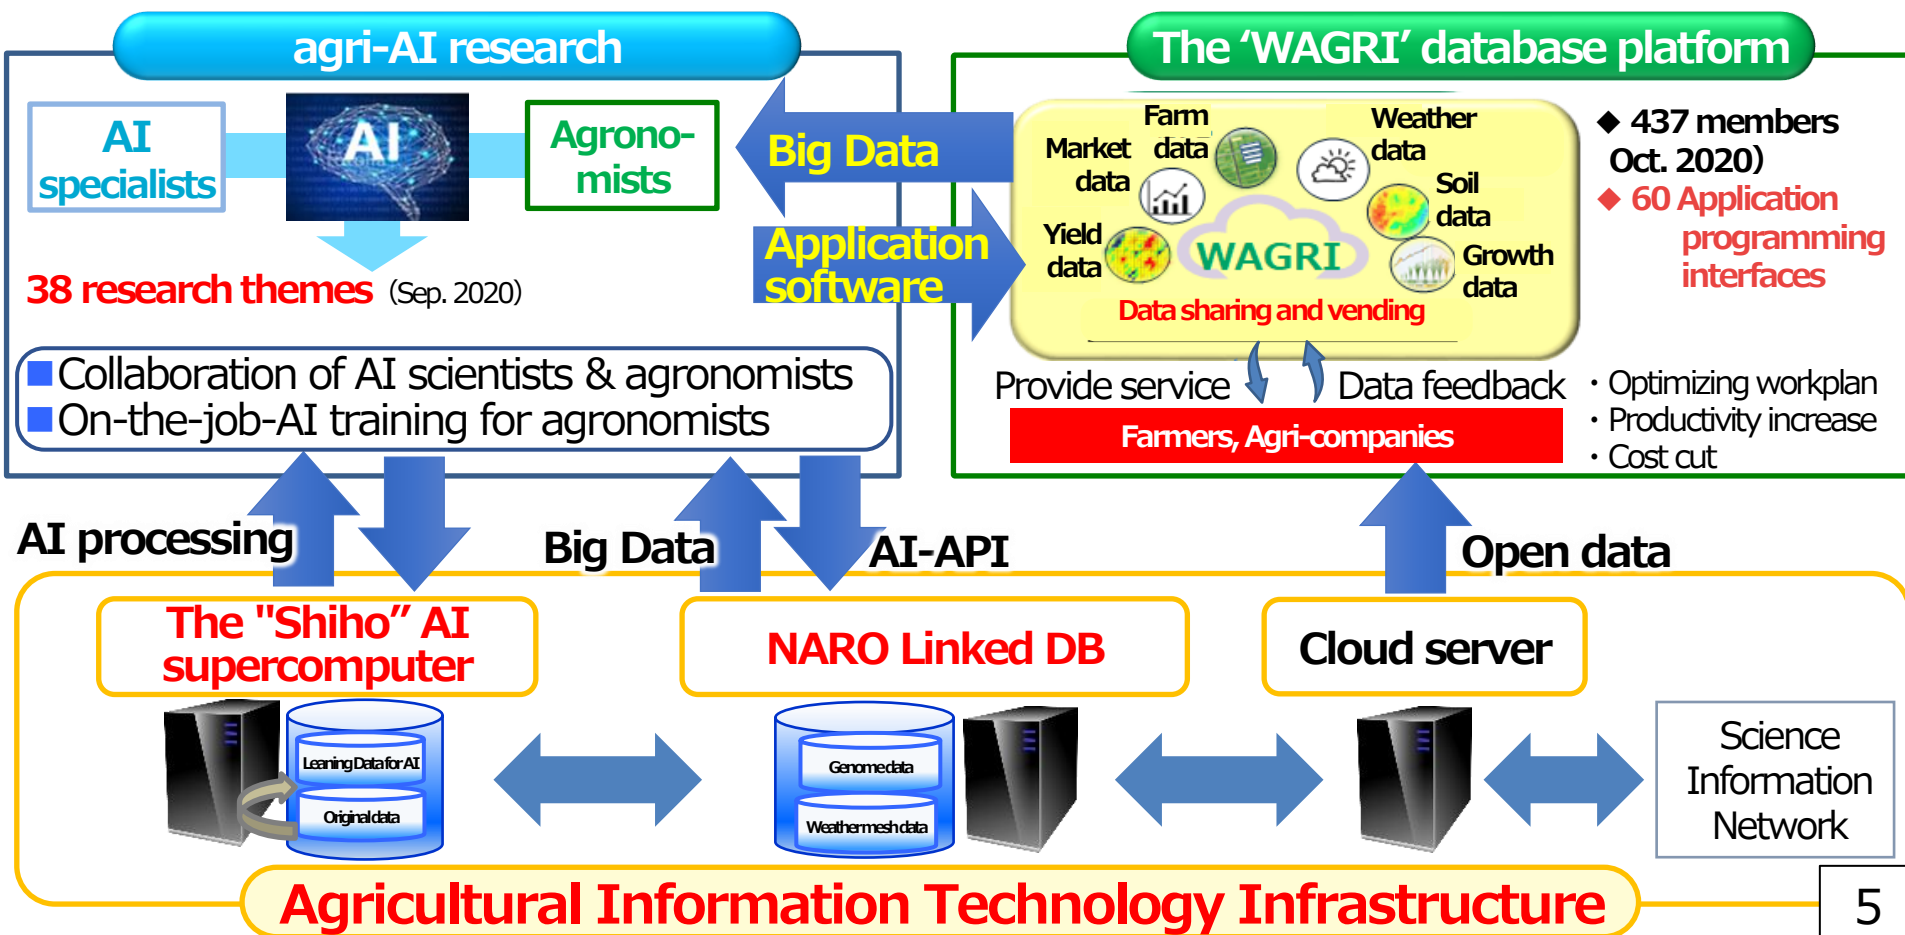 agri-AI research
AI
specialists
AI
Agrono-
mists
38 research themes (Sep. 2020)
■Collaboration of AI scientists & agronomists
■On-the-job-AI training for agronomists
Big Data
Application
software
The ‘WAGRI’ database platform
Farm
data
Weather
data
Market
data
Soil
data
Yield
data
WAGRI
Growth
data
Data sharing and vending
◆ 437 members
Oct. 2020)
◆ 60 Application
programming
interfaces
Provide service
Data feedback
Farmers, Agri-companies
・Optimizing workplan
・Productivity increase
・Cost cut
AI processing
Big Data
AI-API
Open data
The "Shiho” AI
supercomputer
NARO Linked DB
Cloud server
Leaning Data for AI
Original data
Genome data
Weather mesh data
Science
Information
Network
Agricultural Information Technology Infrastructure
5